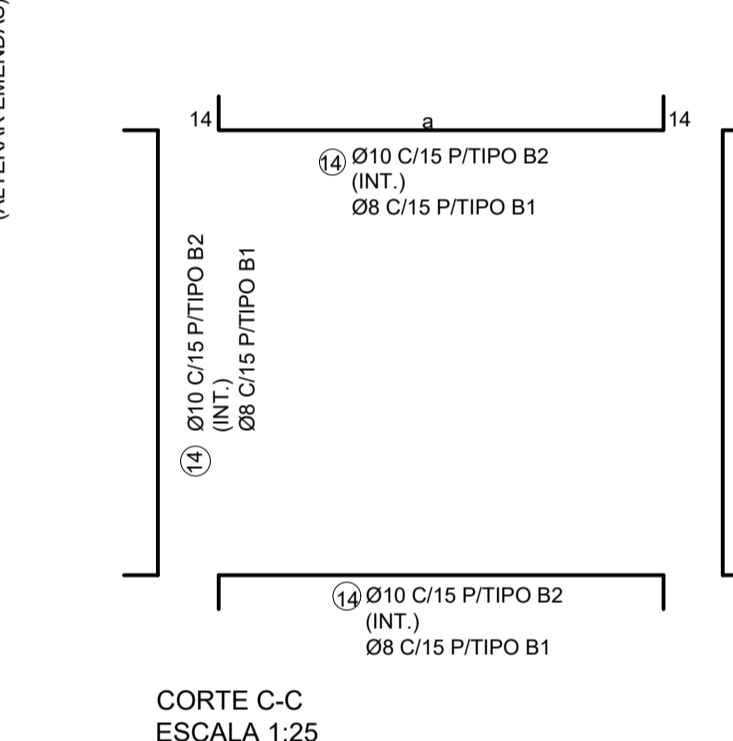 14
a
14
14 Ø10 C/15 P/TIPO B2
(INT.)
Ø8 C/15 P/TIPO B1
14 Ø10 C/15 P/TIPO B2
(INT.)
Ø8 C/15 P/TIPO B1
14 Ø10 C/15 P/TIPO B2
(INT.)
Ø8 C/15 P/TIPO B1
CORTE C-C
ESCALA 1:25